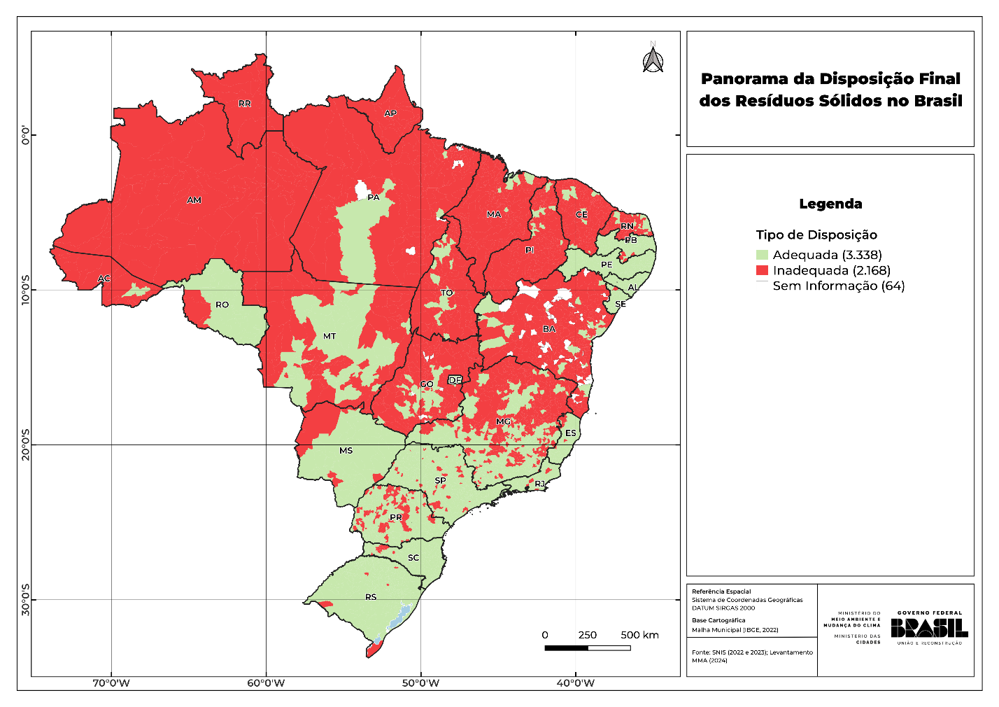 Panorama da Disposição Final
dos Resíduos Sólidos no Brasil
Legenda
Tipo de Disposição
Adequada (3.338)
Inadequada (2.168)
Sem Informação (64)
N
RR
AP
AM
PA
MA
CE
RN
PB
PI
PE
AC
AL
TO
SE
RO
BA
MT
GO
DF
MG
ES
MS
SP
RJ
PR
SC
RS
0°0'
10°0'S
20°0'S
30°0'S
70°0'W
60°0'W
50°0'W
40°0'W
0 250 500 km
Referência Espacial
Sistema de Coordenadas Geográficas
DATUM SIRGAS 2000
Base Cartográfica
Malha Municipal (IBGE, 2022)
Fonte: SNIS (2022 e 2023); Levantamento
MMA (2024)
MINISTÉRIO DO
MEIO AMBIENTE E
MUDANÇA DO CLIMA
MINISTÉRIO DAS
CIDADES
GOVERNO FEDERAL
BRASIL
UNIÃO E RECONSTRUÇÃO